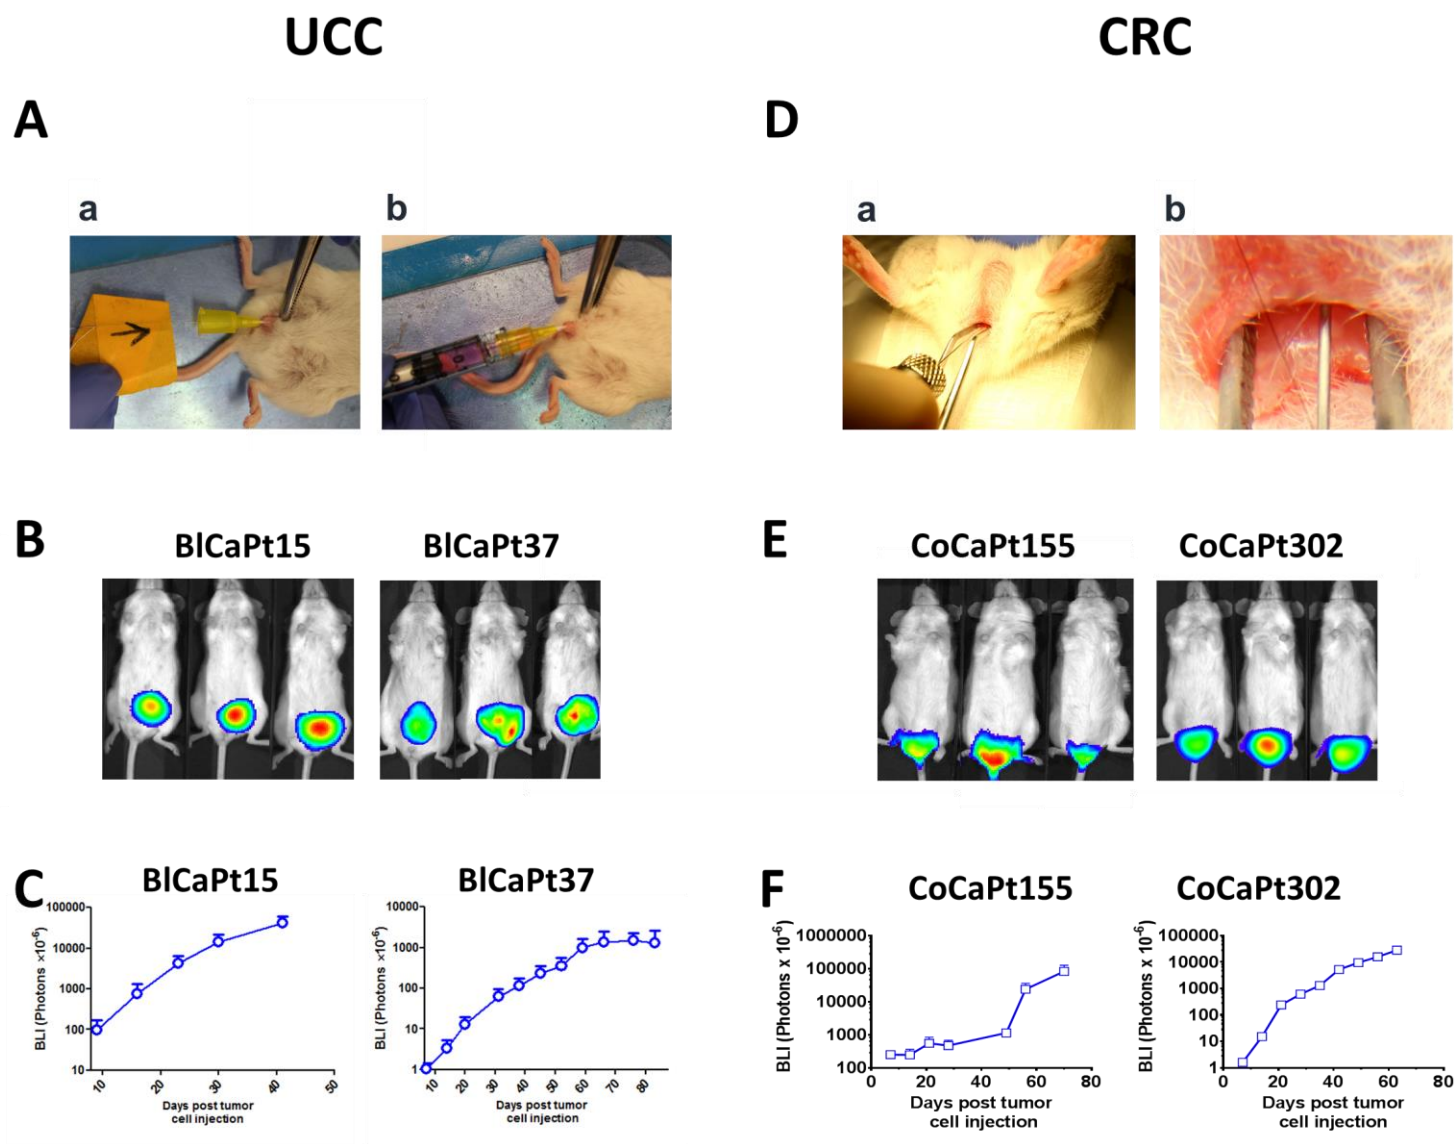 UCC
CRC
A
D
a
b
a
b
B
BlCaPt15
BlCaPt37
E
CoCaPt155
CoCaPt302
C
BlCaPt15
BlCaPt37
F
CoCaPt155
CoCaPt302
BLI (Photons ×10⁻⁶)
100000
10000
1000
100
10
10
20
30
40
50
Days post tumor
cell injection
BLI (Photons ×10⁻⁶)
10000
1000
100
10
1
10
20
30
40
50
60
70
80
Days post tumor
cell injection
BLI (Photons x 10⁻⁶)
1000000
100000
10000
1000
100
0
20
40
60
80
Days post tumor
cell injection
BLI (Photons x 10⁻⁶)
100000
10000
1000
100
10
1
0
20
40
60
80
Days post tumor
cell injection